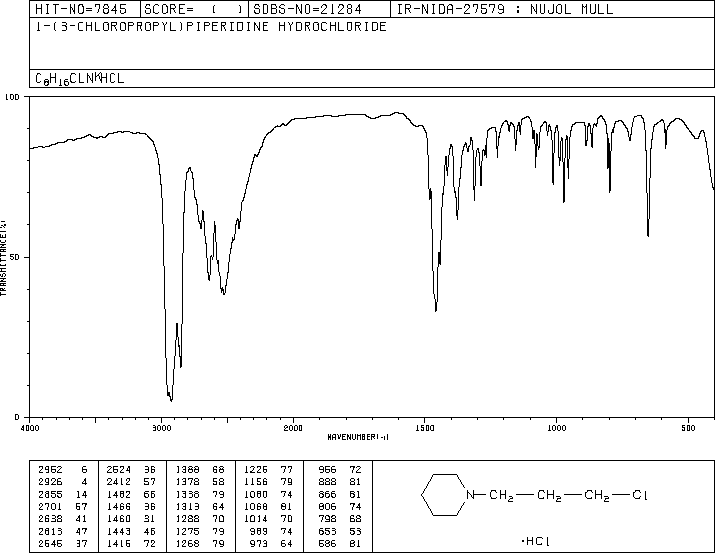 HIT-NO=7845 SCORE= ( ) SDBS-NO=21284 IR-NIDA-27579 : NUJOL MULL
1-(3-CHLOROPROPYL)PIPERIDINE HYDROCHLORIDE
C8H16CLN·HCL
100
50
0
TRANSMITTANCE(%)
4000 3000 2000 1500 1000 500
WAVENUMBER(-1)
2962 6 2524 36 1388 68 1226 77 966 72
2926 4 2412 57 1378 58 1156 79 888 81
2855 14 1482 66 1338 79 1080 74 866 81
2701 57 1466 36 1313 64 1068 81 806 74
2638 41 1460 31 1288 70 1014 70 798 68
2613 47 1443 46 1275 79 989 74 653 53
2545 37 1416 72 1268 79 973 64 586 81
N—CH2—CH2—CH2—Cl
·HCl